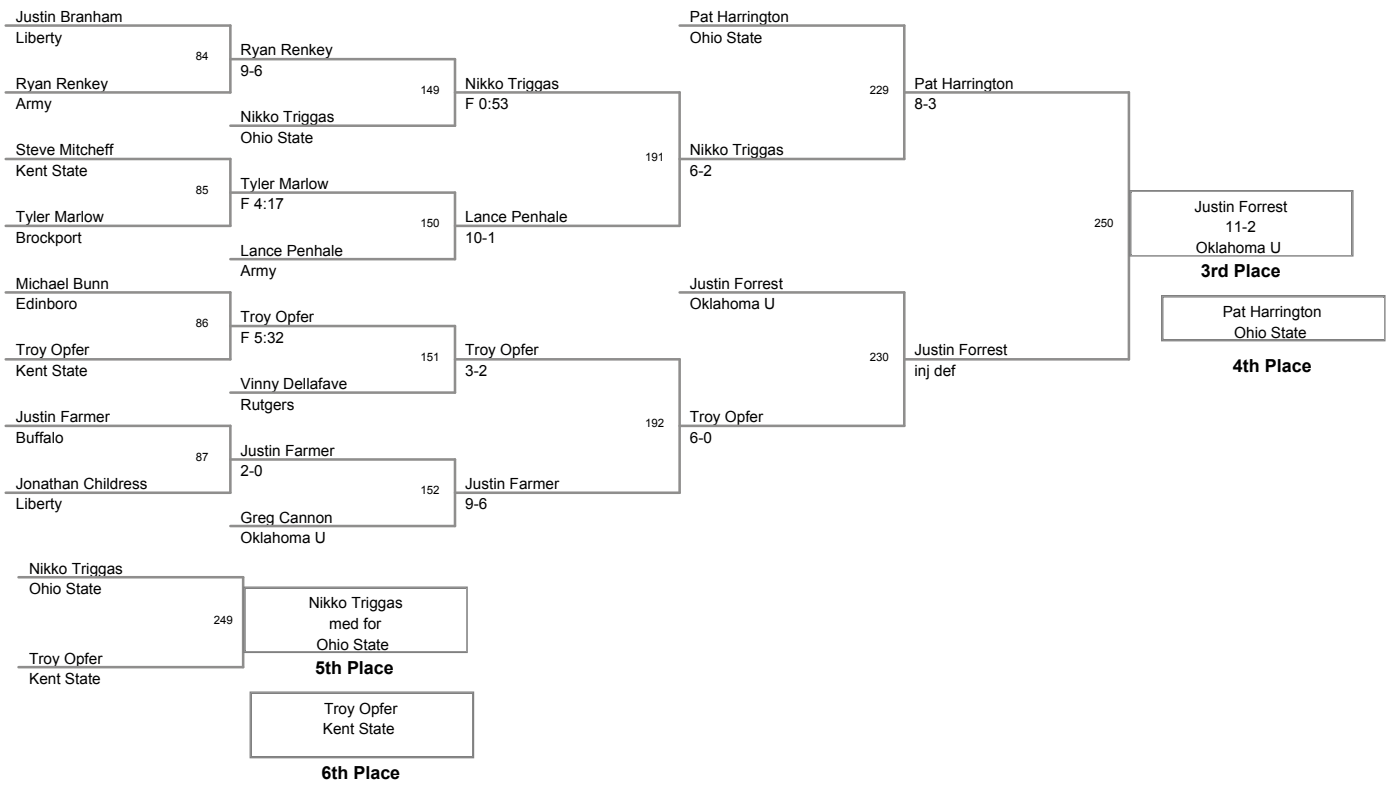 Justin Branham
Liberty
84
Ryan Renkey
Army
Steve Mitcheff
Kent State
85
Tyler Marlow
Brockport
Michael Bunn
Edinboro
86
Troy Opfer
Kent State
Justin Farmer
Buffalo
87
Jonathan Childress
Liberty
Ryan Renkey
9-6
149
Nikko Triggas
Ohio State
Tyler Marlow
F 4:17
150
Lance Penhale
Army
Troy Opfer
F 5:32
151
Vinny Dellafave
Rutgers
Justin Farmer
2-0
152
Greg Cannon
Oklahoma U
Nikko Triggas
F 0:53
191
Lance Penhale
10-1
Troy Opfer
3-2
192
Justin Farmer
9-6
Pat Harrington
Ohio State
229
Nikko Triggas
6-2
Justin Forrest
Oklahoma U
230
Troy Opfer
6-0
Pat Harrington
8-3
250
Justin Forrest
inj def
Justin Forrest
11-2
Oklahoma U
3rd Place
Pat Harrington
Ohio State
4th Place
Nikko Triggas
Ohio State
249
Troy Opfer
Kent State
Nikko Triggas
med for
Ohio State
5th Place
Troy Opfer
Kent State
6th Place